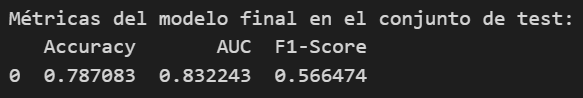 Métricas del modelo final en el conjunto de test:
   Accuracy       AUC  F1-Score
0  0.787083  0.832243  0.566474